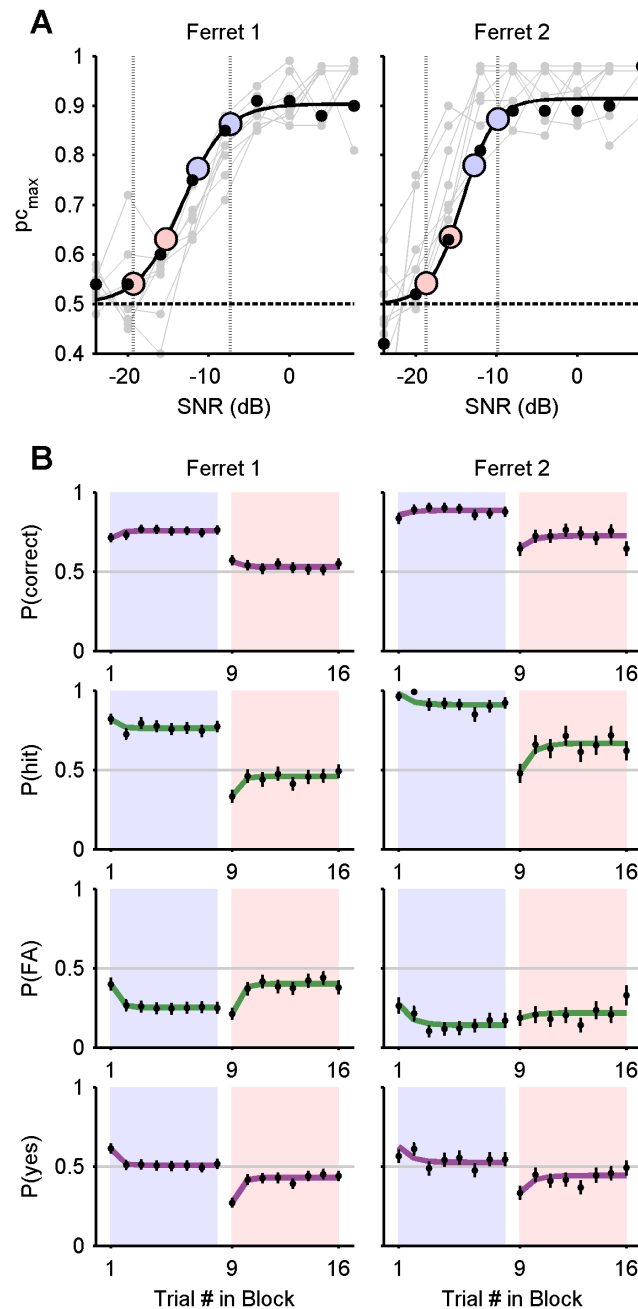 A
Ferret 1 Ferret 2
1
0.9
0.8
0.7
0.6
0.5
0.4
pc_max
-20 -10 0 -20 -10 0
SNR (dB) SNR (dB)
B
Ferret 1 Ferret 2
P(correct)
1
0.5
0
1 9 16 1 9 16
P(hit)
1
0.5
0
1 9 16 1 9 16
P(FA)
1
0.5
0
1 9 16 1 9 16
P(yes)
1
0.5
0
1 9 16 1 9 16
Trial # in Block Trial # in Block